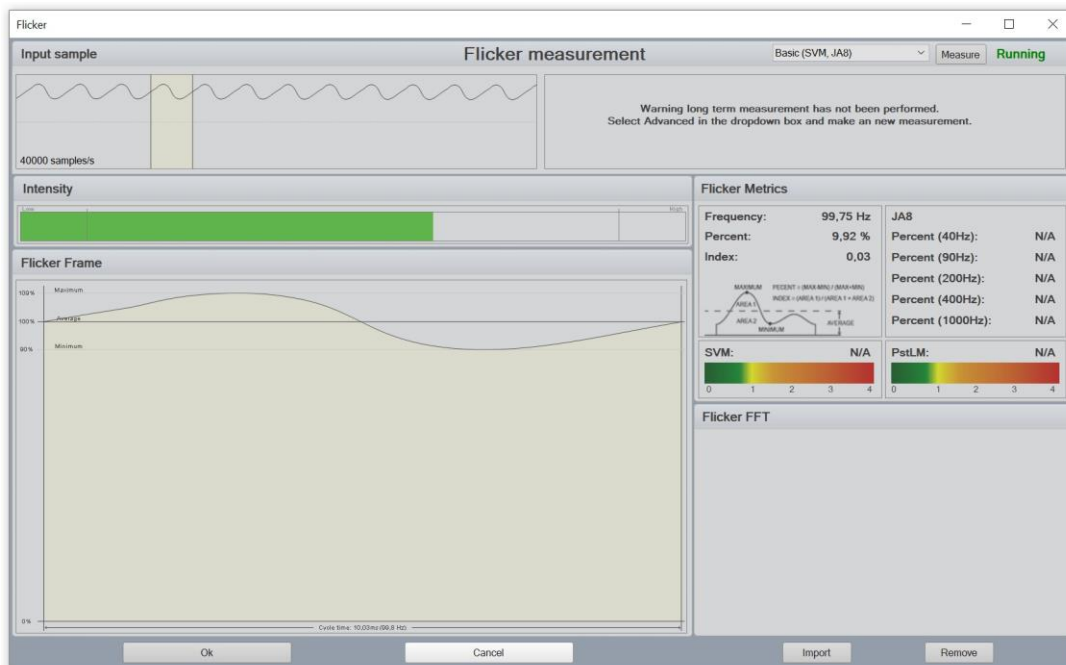 Flicker
Input sample
Flicker measurement
Basic (SVM, JA8)
Measure
Running
40000 samples/s
Warning long term measurement has not been performed.
Select Advanced in the dropdown box and make an new measurement.
Intensity
Low
High
Flicker Metrics
Frequency: 99,75 Hz
Percent: 9,92 %
Index: 0,03
MAXIMUM
PECENT = (MAX-MIN) / (MAX+MIN)
INDEX = (AREA 1) / (AREA 1 + AREA 2)
AREA 1
AREA 2
AVERAGE
MINIMUM
JA8
Percent (40Hz): N/A
Percent (90Hz): N/A
Percent (200Hz): N/A
Percent (400Hz): N/A
Percent (1000Hz): N/A
SVM: N/A
0 1 2 3 4
PstLM: N/A
0 1 2 3 4
Flicker Frame
Maximum
100%
Average
90%
Minimum
0%
Cycle time: 10,03ms (99,8 Hz)
Flicker FFT
Ok
Cancel
Import
Remove